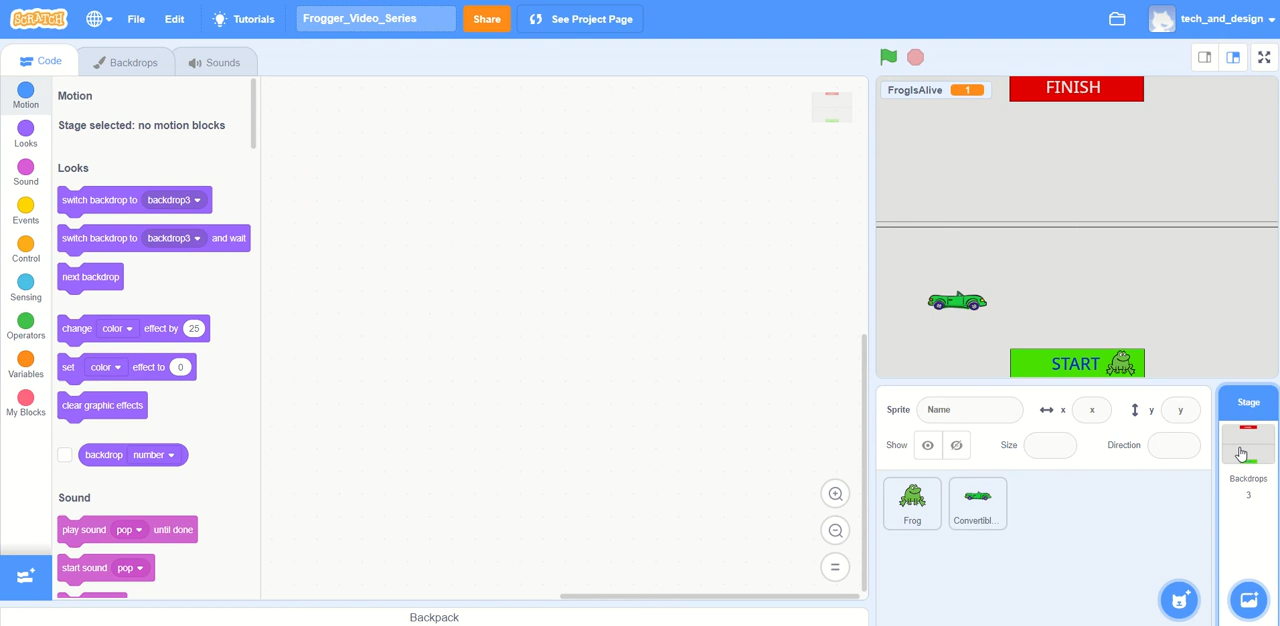 SCRATCH File Edit Tutorials Frogger_Video_Series Share See Project Page tech_and_design
Code Backdrops Sounds
Motion
Looks
Sound
Events
Control
Sensing
Operators
Variables
My Blocks
Motion
Stage selected: no motion blocks
Looks
switch backdrop to backdrop3
switch backdrop to backdrop3 and wait
next backdrop
change color effect by 25
set color effect to 0
clear graphic effects
backdrop number
Sound
play sound pop until done
start sound pop
Backpack
FrogIsAlive 1
FINISH
START
Sprite Name x x y y
Show Size Direction
Frog
Convertibl...
Stage
Backdrops
3